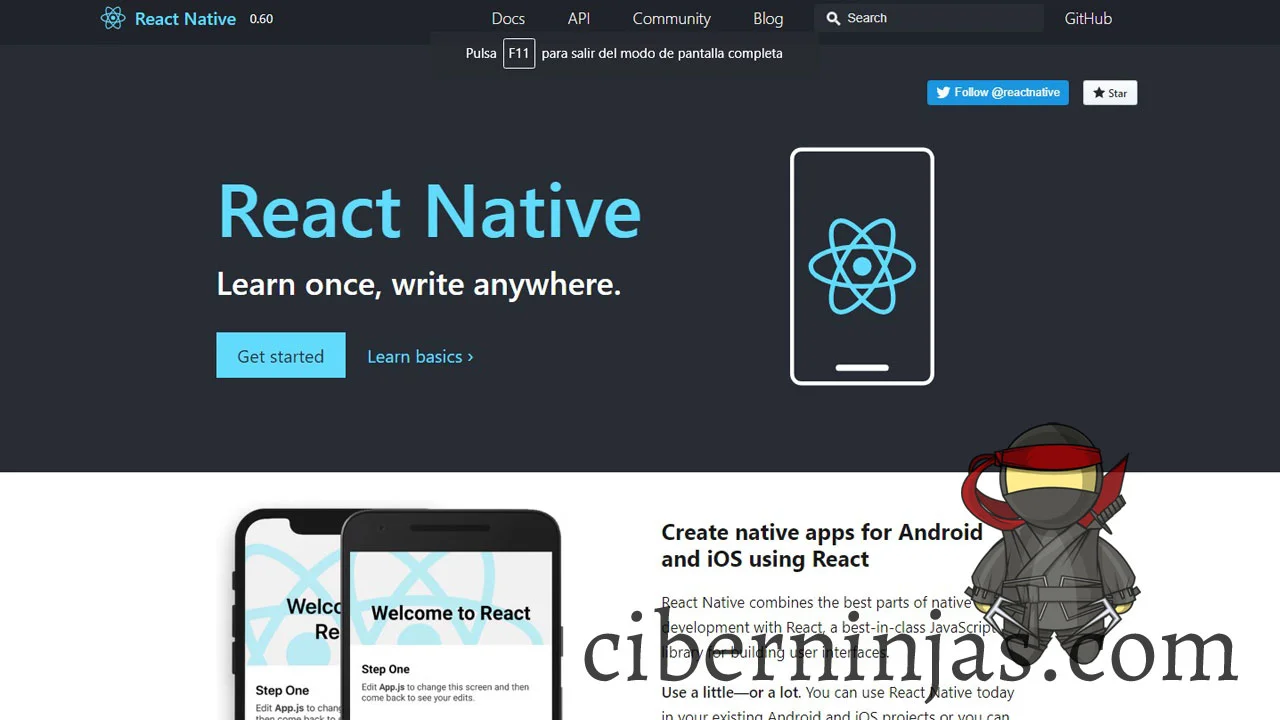 React Native 0.60 Docs API Community Blog Search GitHub
Pulsa F11 para salir del modo de pantalla completa
Follow @reactnative Star
React Native
Learn once, write anywhere.
Get started Learn basics ›
Create native apps for Android
and iOS using React
React Native combines the best parts of native
development with React, a best-in-class JavaScript
library for building user interfaces.
Use a little—or a lot. You can use React Native today
in your existing Android and iOS projects or you can
Welcome to React
Step One
Edit App.js to change this screen and then
come back to see your edits.
Re
Step One
Edit App.js to
come back to see
ciberninjas.com